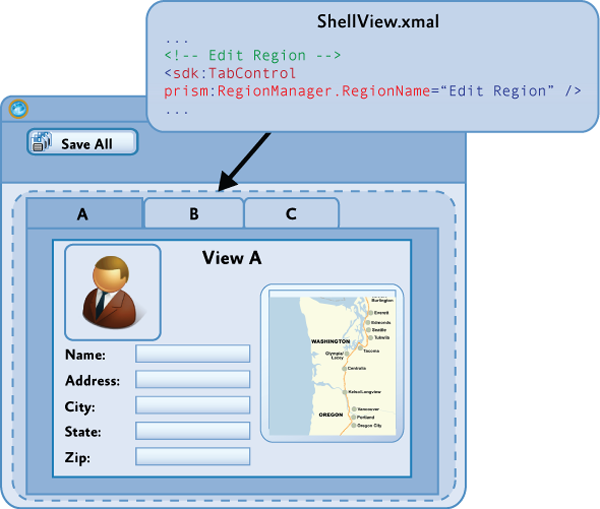 ShellView.xmal
...
<!-- Edit Region -->
<sdk:TabControl
prism:RegionManager.RegionName=“Edit Region” />
...
Save All
A B C
View A
Name:
Address:
City:
State:
Zip:
Burlington
Everett
Edmonds
Seattle
Tukwila
WASHINGTON
Olympia/
Lacey
Tacoma
Centralia
Kelso/Longview
OREGON
Vancouver
Portland
Oregon City